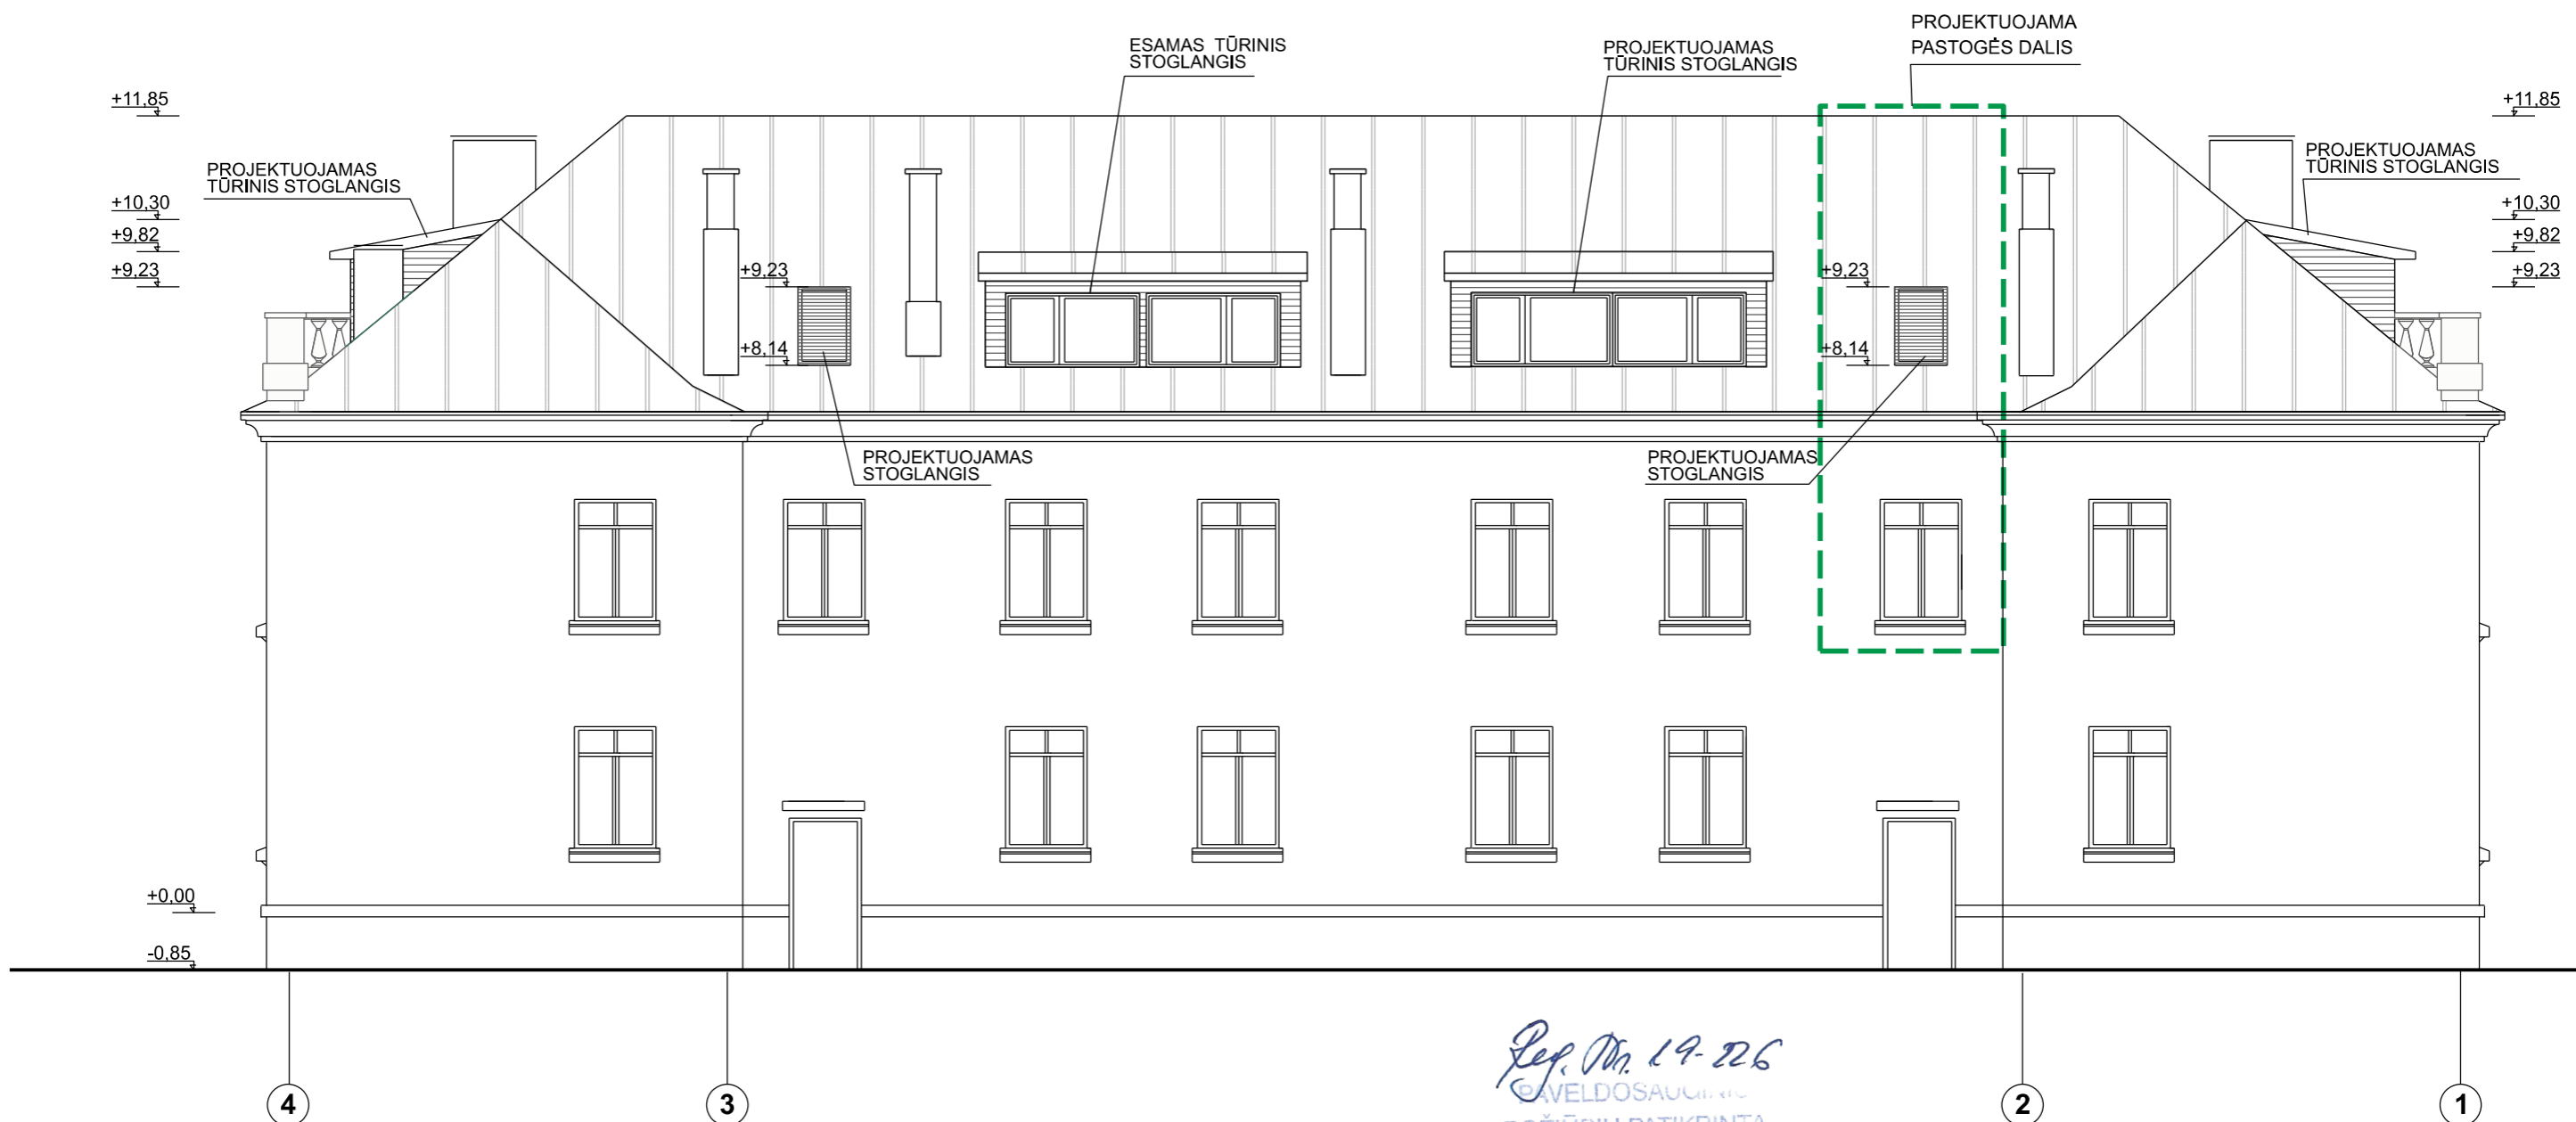 PROJEKTUOJAMA
PASTOGĖS DALIS
ESAMAS TŪRINIS
STOGLANGIS
PROJEKTUOJAMAS
TŪRINIS STOGLANGIS
+11,85
+11,85
PROJEKTUOJAMAS
TŪRINIS STOGLANGIS
PROJEKTUOJAMAS
TŪRINIS STOGLANGIS
+10,30
+10,30
+9,82
+9,82
+9,23
+9,23
+9,23
+9,23
+8,14
+8,14
PROJEKTUOJAMAS
STOGLANGIS
PROJEKTUOJAMAS
STOGLANGIS
+0,00
-0,85
Reg. Nr. 19-226
4
3
2
1